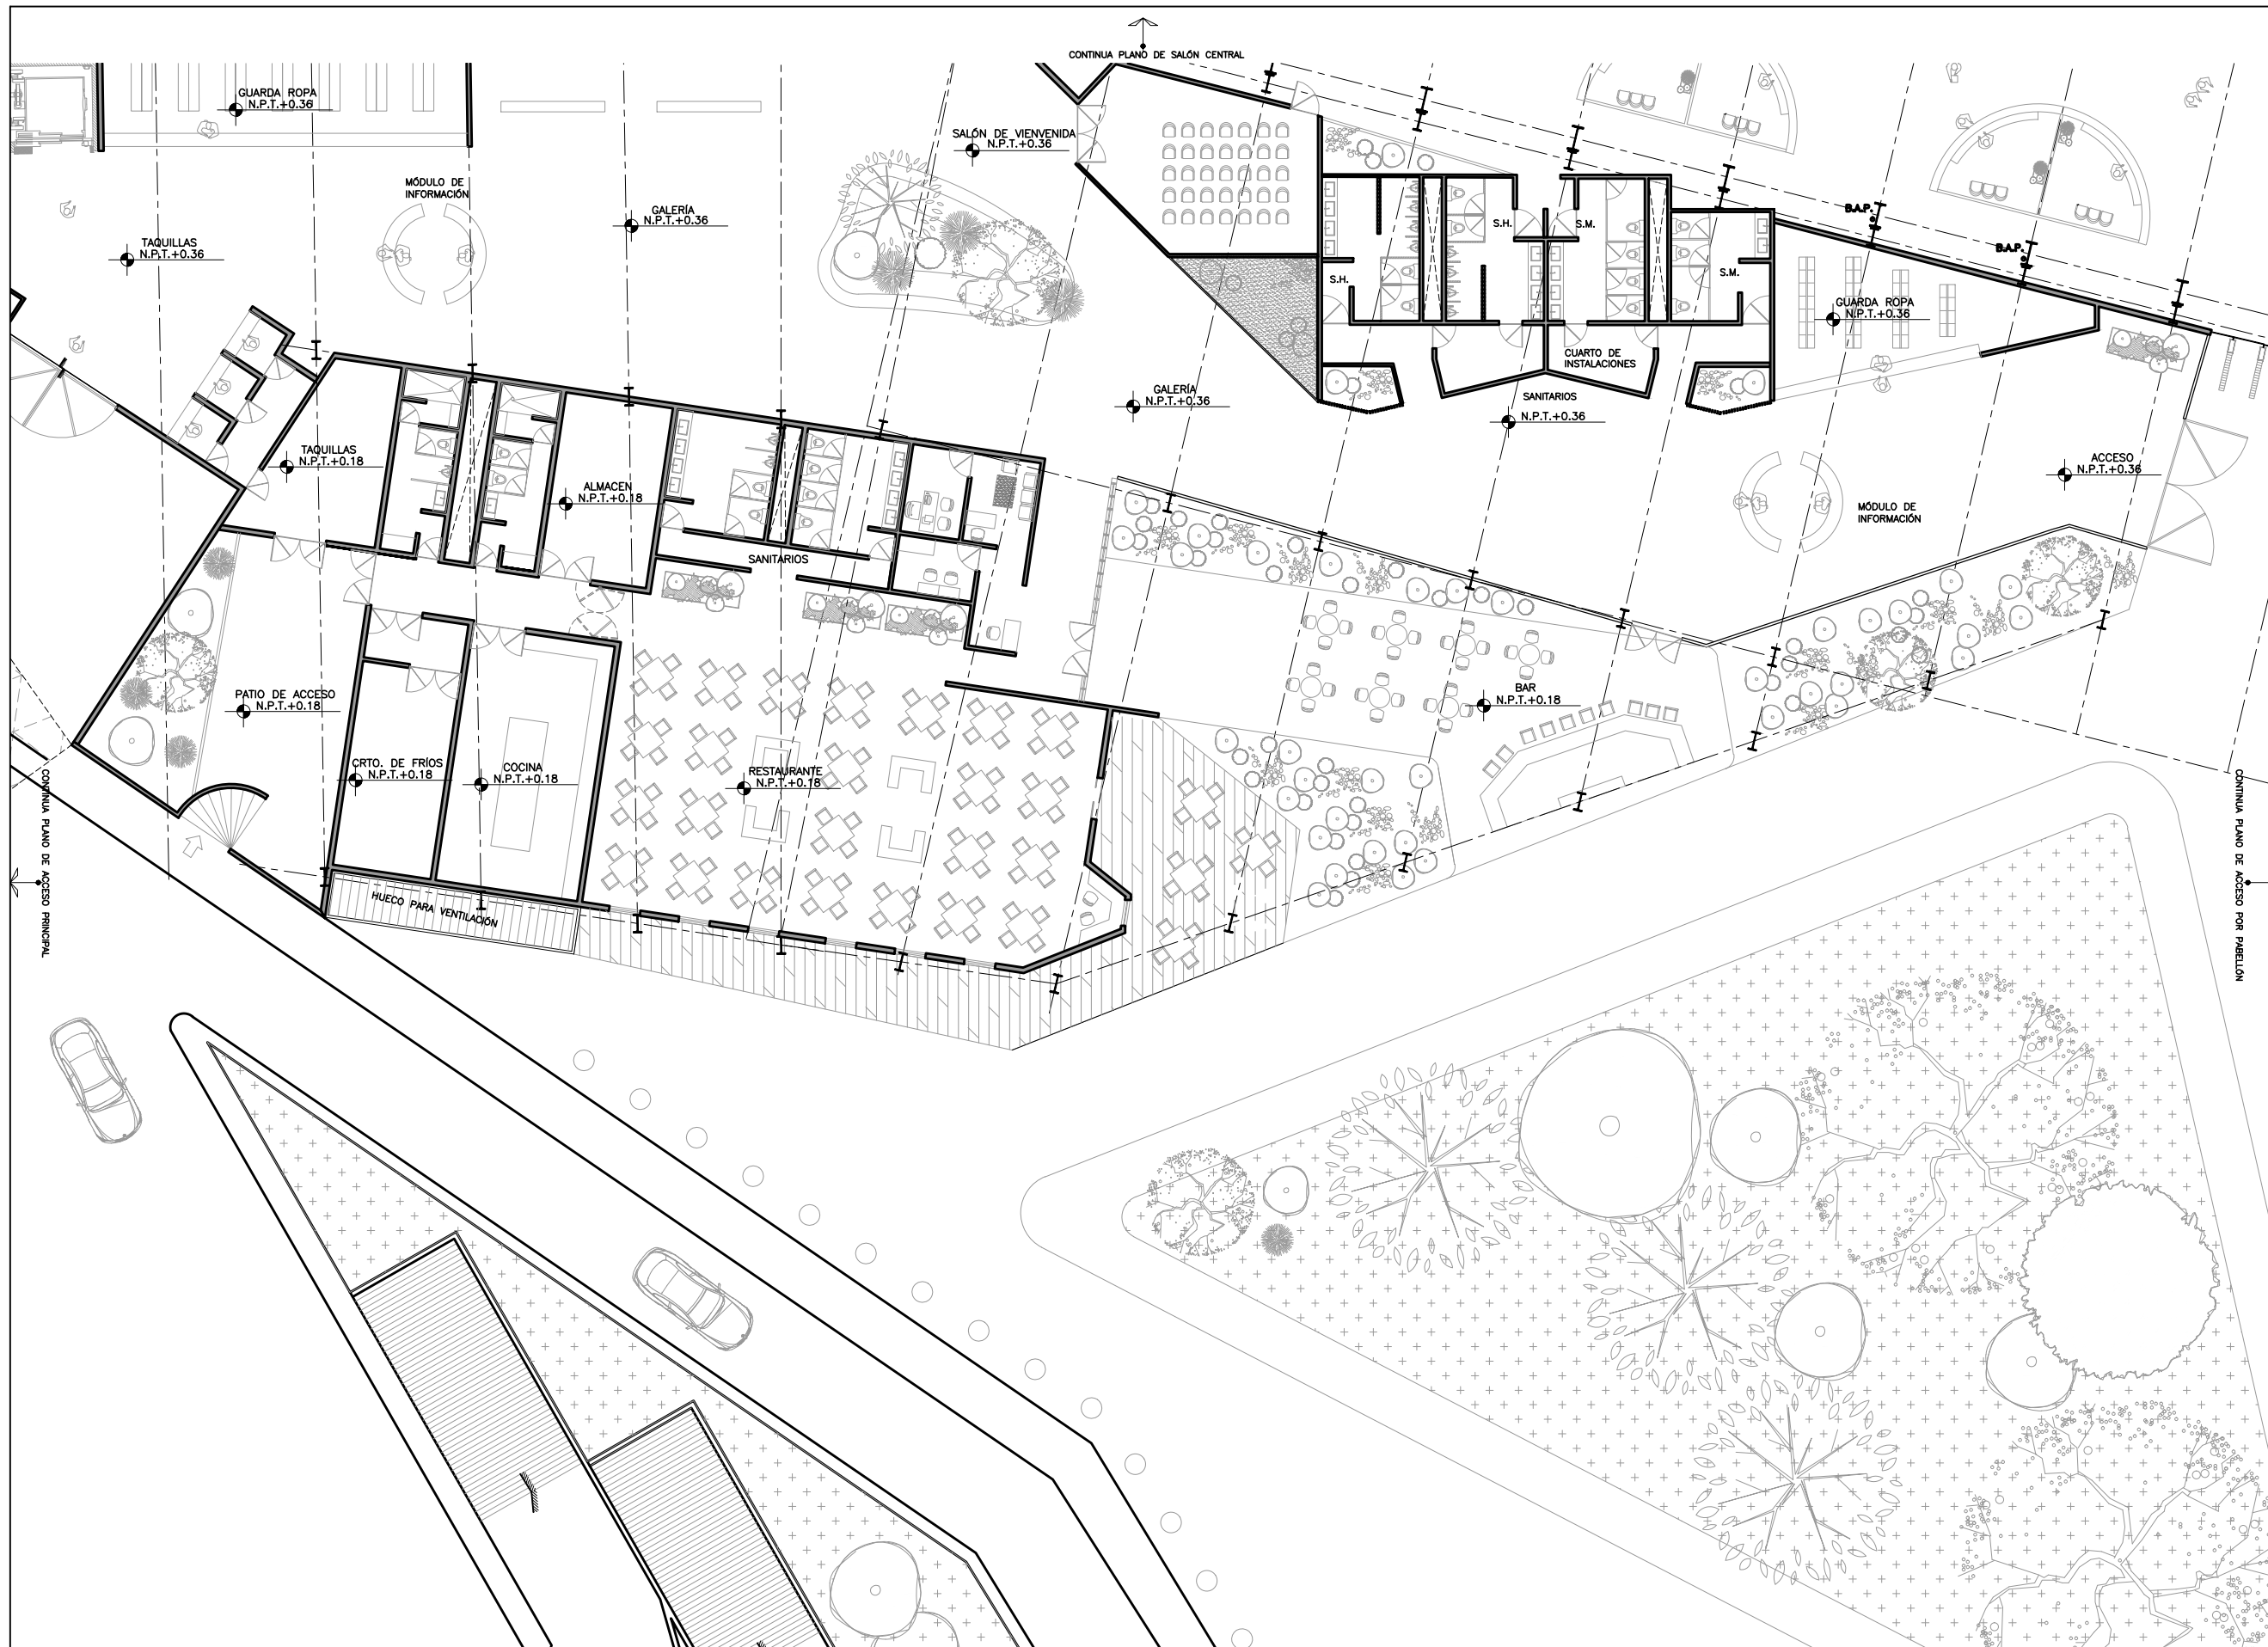 CONTINUA PLANO DE SALÓN CENTRAL
GUARDA ROPA
N.P.T.+0.36
SALÓN DE VIENVENIDA
N.P.T.+0.36
MÓDULO DE
INFORMACIÓN
GALERÍA
N.P.T.+0.36
TAQUILLAS
N.P.T.+0.36
B.A.P.
B.A.P.
S.H.
S.M.
S.H.
S.M.
GUARDA ROPA
N.P.T.+0.36
CUARTO DE
INSTALACIONES
GALERÍA
N.P.T.+0.36
SANITARIOS
N.P.T.+0.36
TAQUILLAS
N.P.T.+0.18
ALMACEN
N.P.T.+0.18
ACCESO
N.P.T.+0.36
MÓDULO DE
INFORMACIÓN
SANITARIOS
PATIO DE ACCESO
N.P.T.+0.18
BAR
N.P.T.+0.18
CRTO. DE FRÍOS
N.P.T.+0.18
COCINA
N.P.T.+0.18
RESTAURANTE
N.P.T.+0.18
HUECO PARA VENTILACIÓN
CONTINUA PLANO DE ACCESO PRINCIPAL
CONTINUA PLANO DE ACCESO POR PABELLÓN